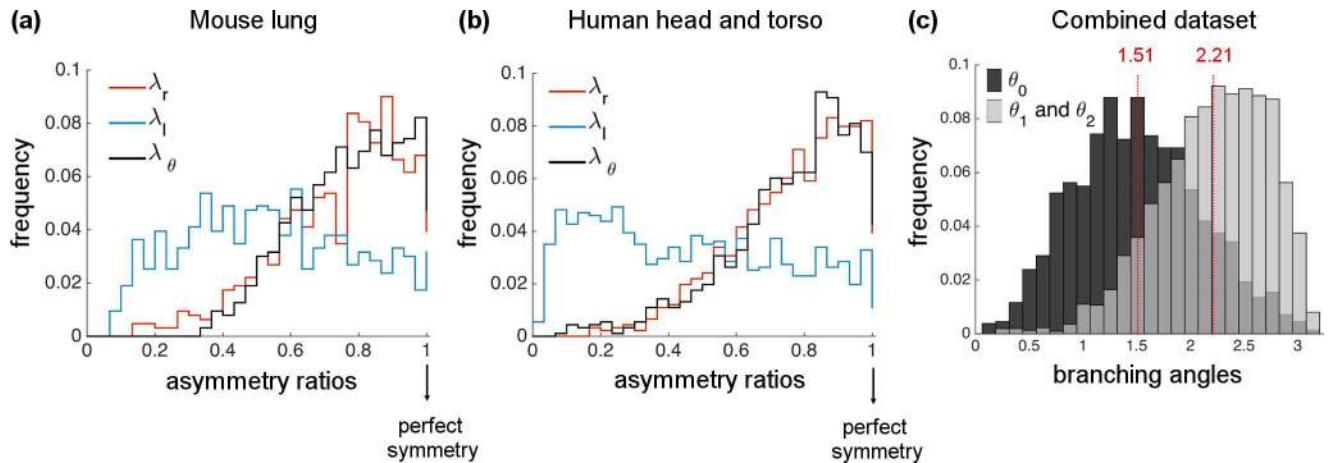 (a) Mouse lung
0.1
0.08
0.06
0.04
0.02
0
frequency
λr
λl
λθ
0 0.2 0.4 0.6 0.8 1
asymmetry ratios
perfect
symmetry
(b) Human head and torso
0.1
0.08
0.06
0.04
0.02
0
frequency
λr
λl
λθ
0 0.2 0.4 0.6 0.8 1
asymmetry ratios
perfect
symmetry
(c) Combined dataset
1.51 2.21
0.1
0.08
0.06
0.04
0.02
0
frequency
θ0
θ1 and θ2
0 0.5 1 1.5 2 2.5 3
branching angles